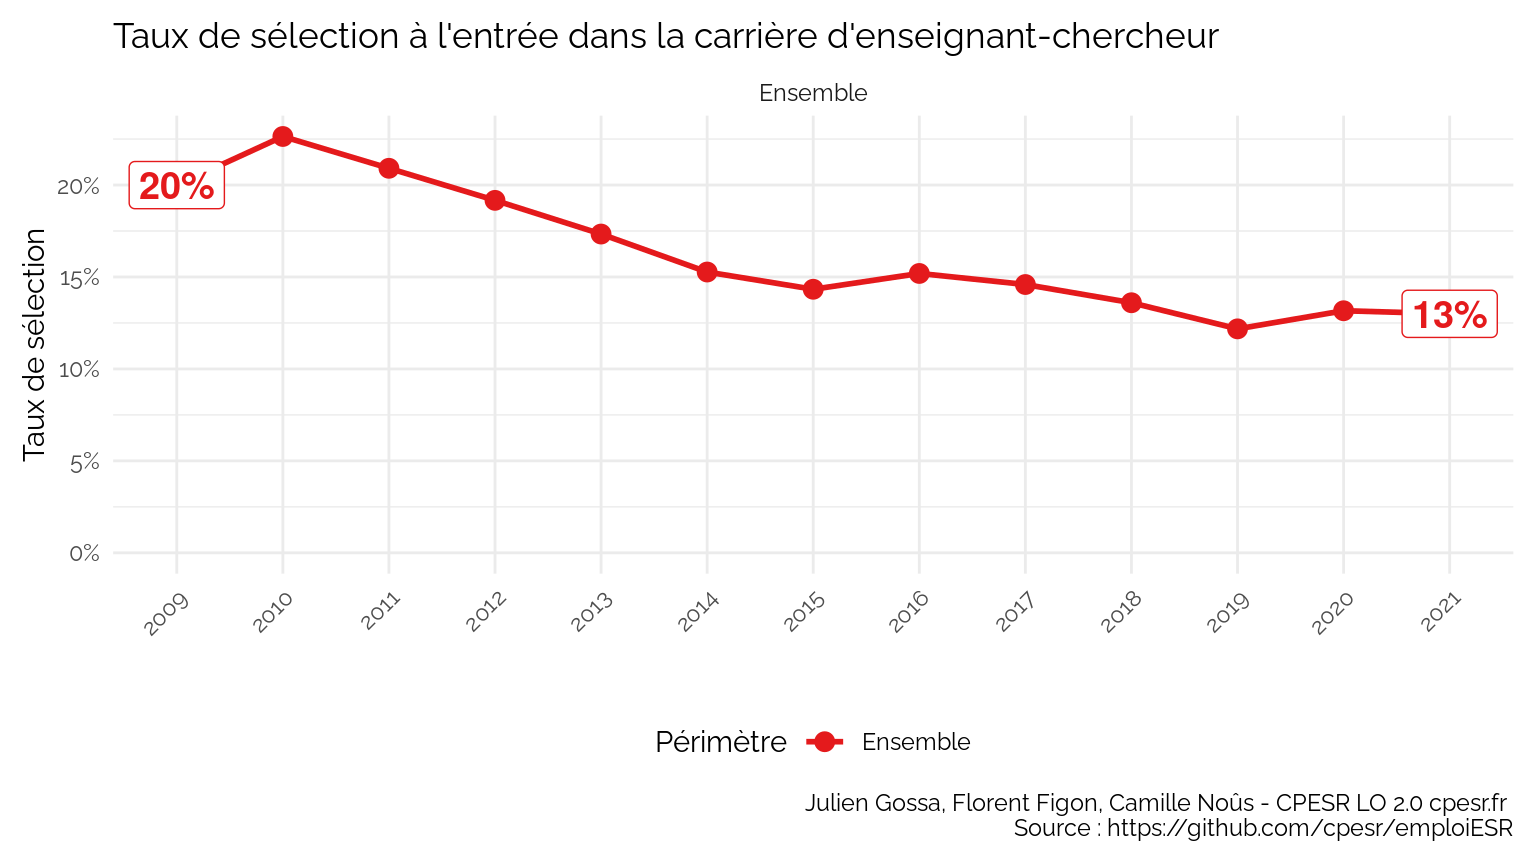 Taux de sélection à l'entrée dans la carrière d'enseignant-chercheur
Ensemble
Taux de sélection
20%
15%
10%
5%
0%
20%
13%
2009
2010
2011
2012
2013
2014
2015
2016
2017
2018
2019
2020
2021
Périmètre
Ensemble
Julien Gossa, Florent Figon, Camille Noûs - CPESR LO 2.0 cpesr.fr
Source : https://github.com/cpesr/emploiESR